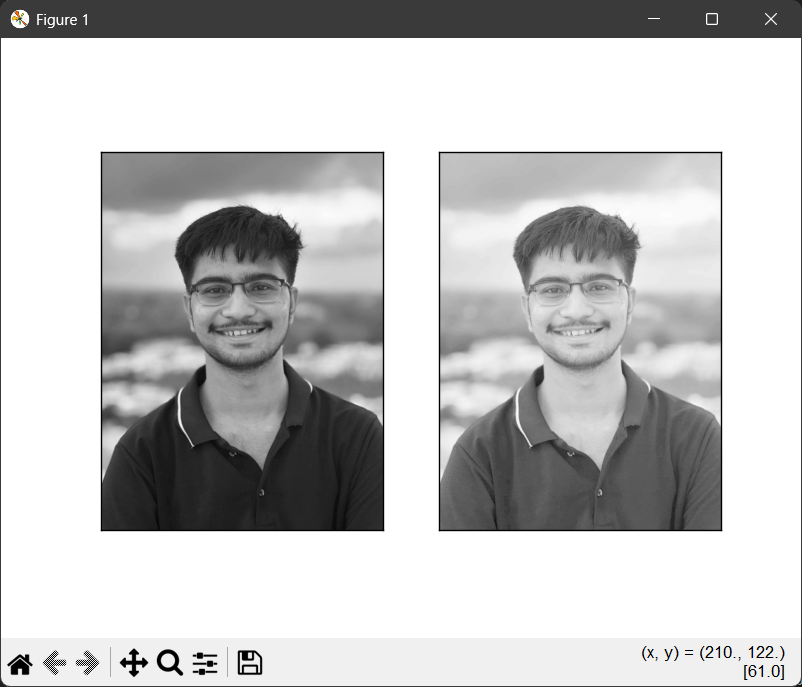 Figure 1
(x, y) = (210., 122.)
[61.0]